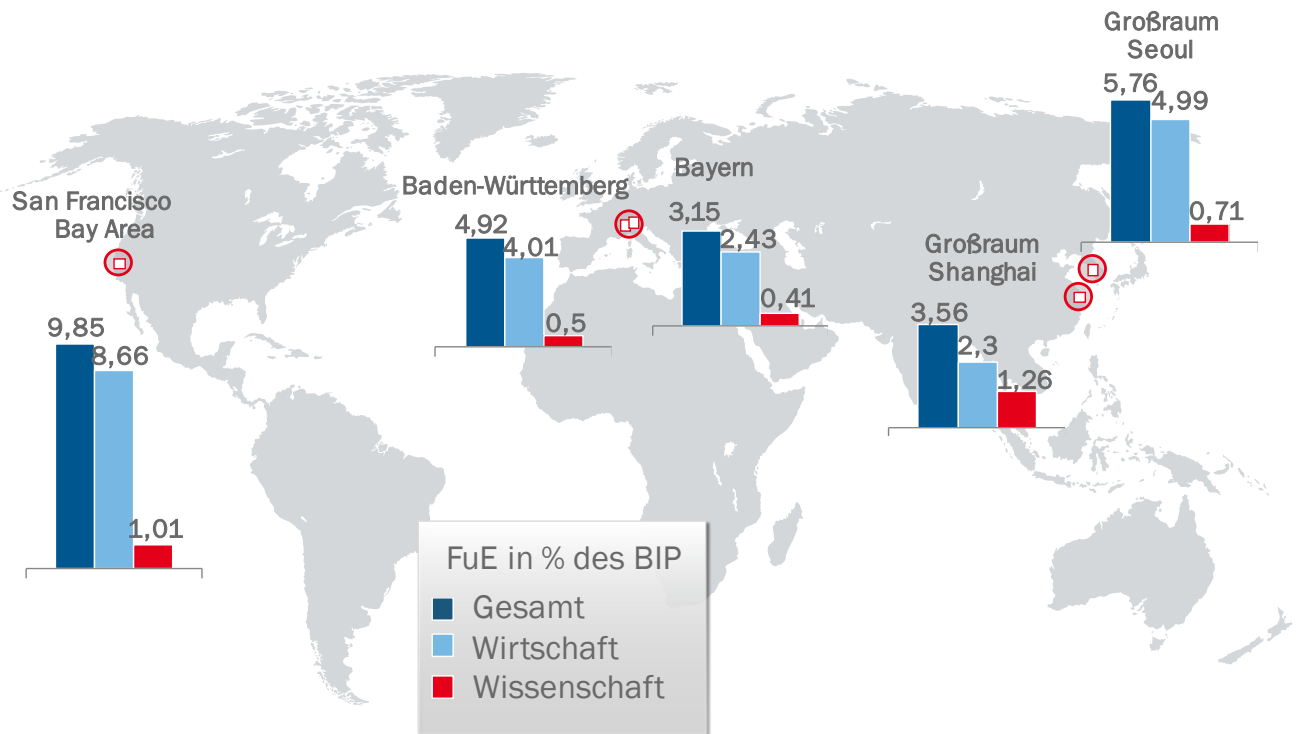 Großraum
Seoul
5,76
4,99
0,71
Bayern
3,15
2,43
0,41
Baden-Württemberg
4,92
4,01
0,5
San Francisco
Bay Area
9,85
8,66
1,01
Großraum
Shanghai
3,56
2,3
1,26
FuE in % des BIP
Gesamt
Wirtschaft
Wissenschaft